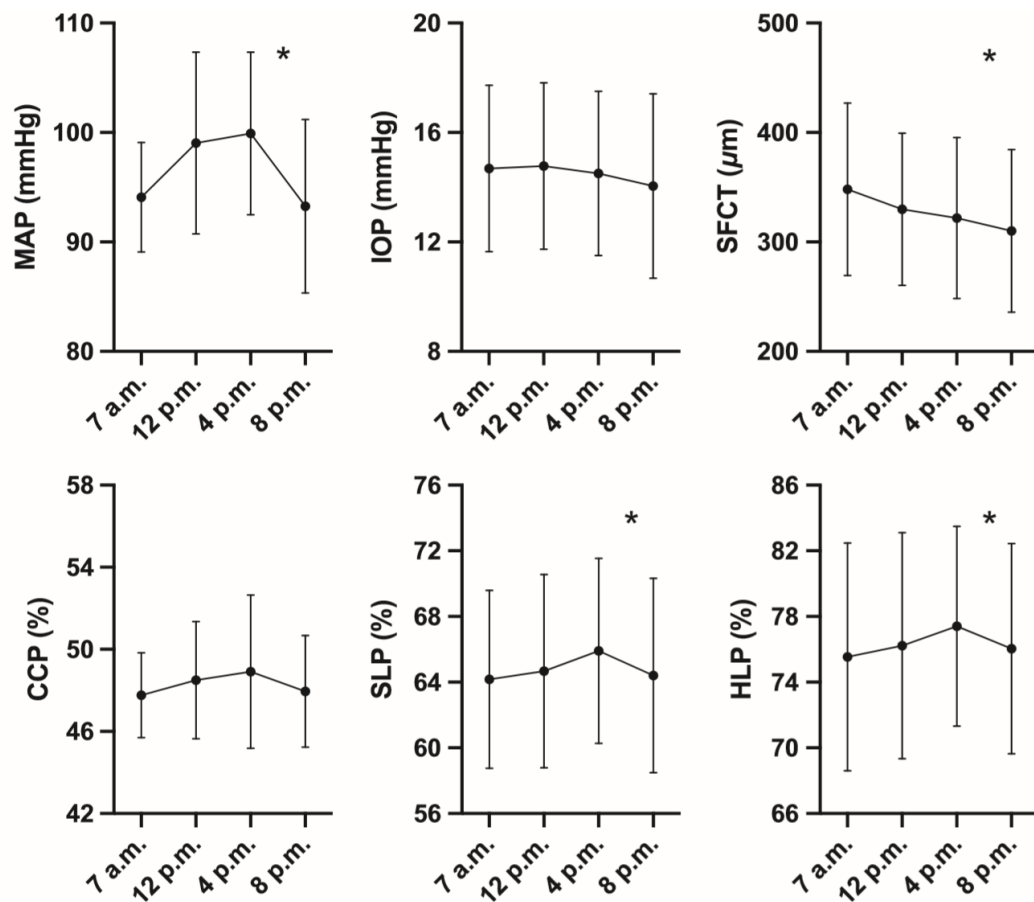 MAP (mmHg)
110
100
90
80
*
7 a.m.
12 p.m.
4 p.m.
8 p.m.
IOP (mmHg)
20
16
12
8
7 a.m.
12 p.m.
4 p.m.
8 p.m.
SFCT (µm)
500
400
300
200
*
7 a.m.
12 p.m.
4 p.m.
8 p.m.
CCP (%)
58
54
50
46
42
7 a.m.
12 p.m.
4 p.m.
8 p.m.
SLP (%)
76
72
68
64
60
56
*
7 a.m.
12 p.m.
4 p.m.
8 p.m.
HLP (%)
86
82
78
74
70
66
*
7 a.m.
12 p.m.
4 p.m.
8 p.m.